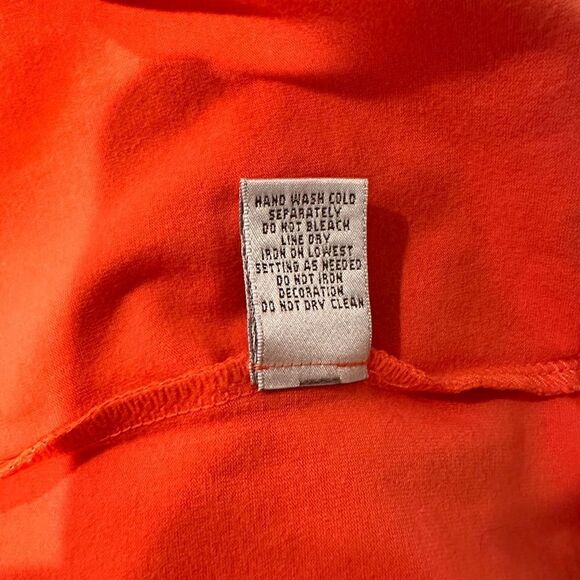 HAND WASH COLD
SEPARATELY
DO NOT BLEACH
LINE DRY
IRON ON LOWEST
SETTING AS NEEDED
DO NOT IRON
DECORATION
DO NOT DRY CLEAN